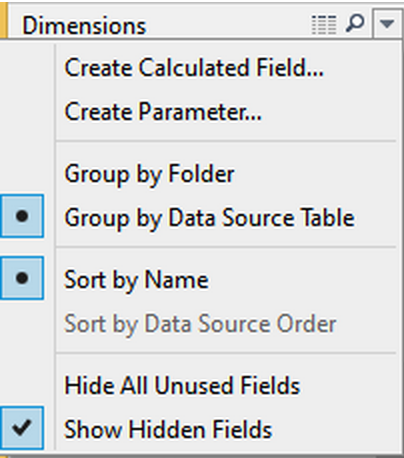 Dimensions
Create Calculated Field...
Create Parameter...
Group by Folder
Group by Data Source Table
Sort by Name
Sort by Data Source Order
Hide All Unused Fields
Show Hidden Fields